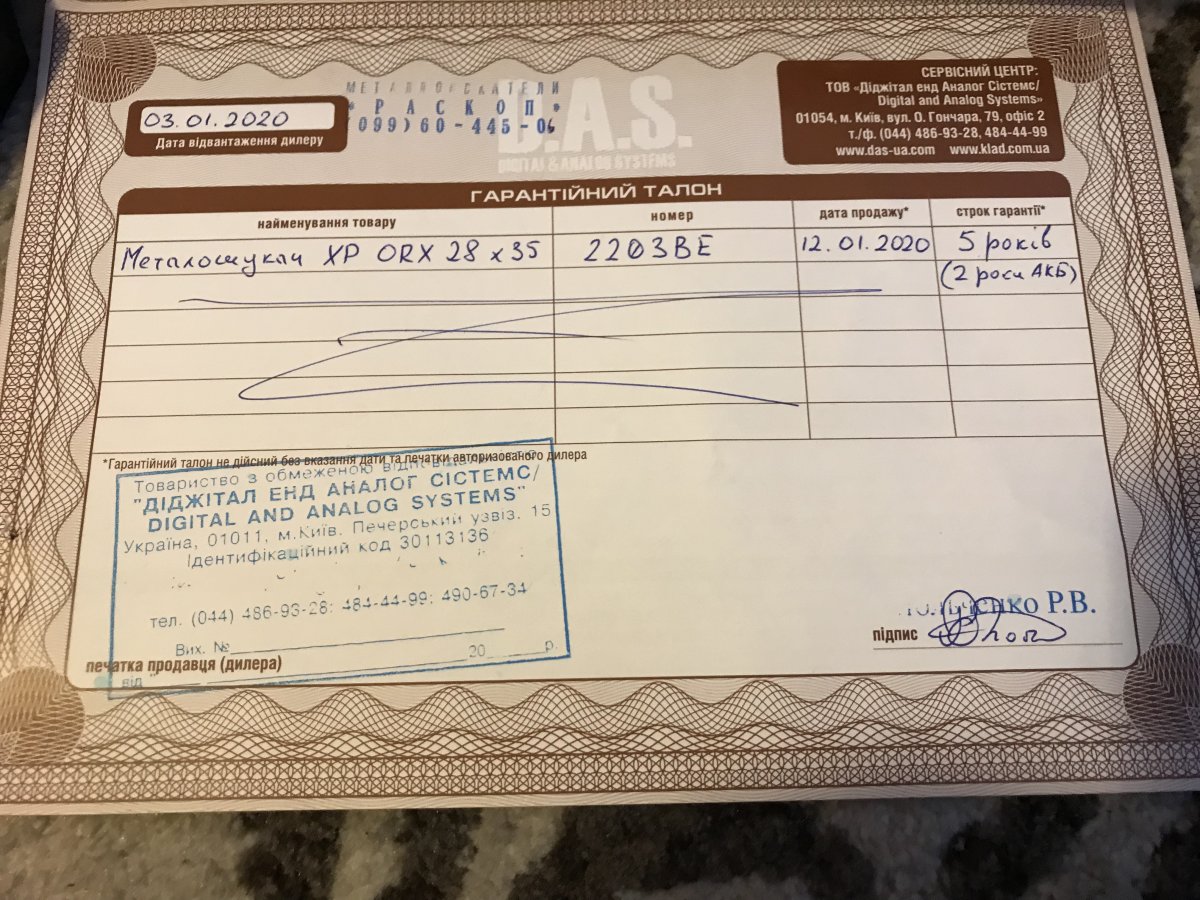 03.01.2020
Дата відвантаження дилеру
МЕТАЛЛОИСКАТЕЛИ
"РАСКОП"
(099)60-445-06
D.A.S.
DIGITAL & ANALOG SYSTEMS
СЕРВІСНИЙ ЦЕНТР:
ТОВ «Діджітал енд Аналог Сістемс/
Digital and Analog Systems»
01054, м. Київ, вул. О. Гончара, 79, офіс 2
т./ф. (044) 486-93-28, 484-44-99
www.das-ua.com www.klad.com.ua
ГАРАНТІЙНИЙ ТАЛОН
найменування товару номер дата продажу* строк гарантії*
Металошукач XP ORX 28 x 35 2203BE 12.01.2020 5 років
(2 роки АКБ)
*Гарантійний талон не дійсний без вказання дати та печатки авторизованого дилера
Товариство з обмеженою
"ДІДЖІТАЛ ЕНД АНАЛОГ СІСТЕМС/
DIGITAL AND ANALOG SYSTEMS"
Україна, 01011, м.Київ, Печерський узвіз, 15
Ідентифікаційний код 30113136
тел. (044) 486-93-28; 484-44-99; 490-67-34
Вих. №
20 р.
від "
печатка продавця (дилера)
Р.В.
підпис